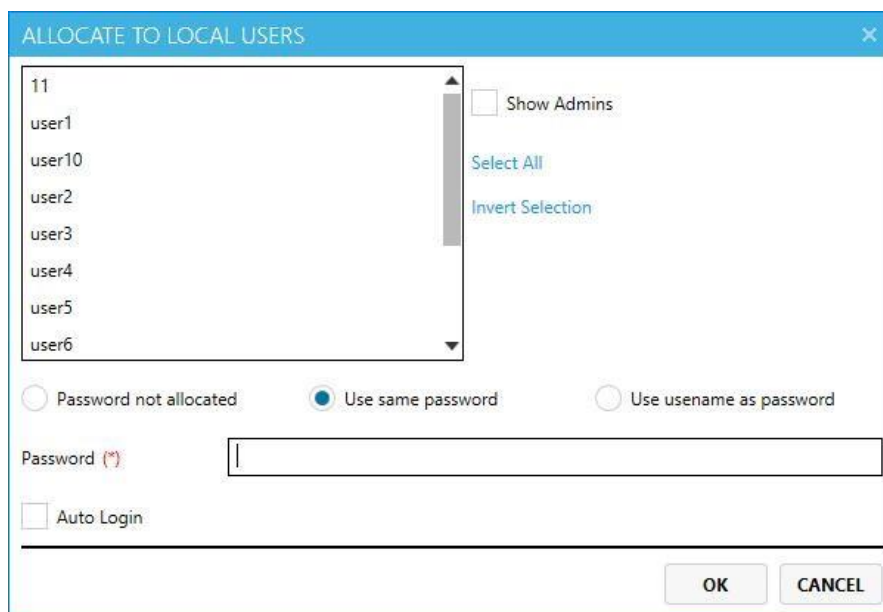 ALLOCATE TO LOCAL USERS
11
user1
user10
user2
user3
user4
user5
user6
Show Admins
Select All
Invert Selection
Password not allocated
Use same password
Use usename as password
Password (*)
Auto Login
OK
CANCEL